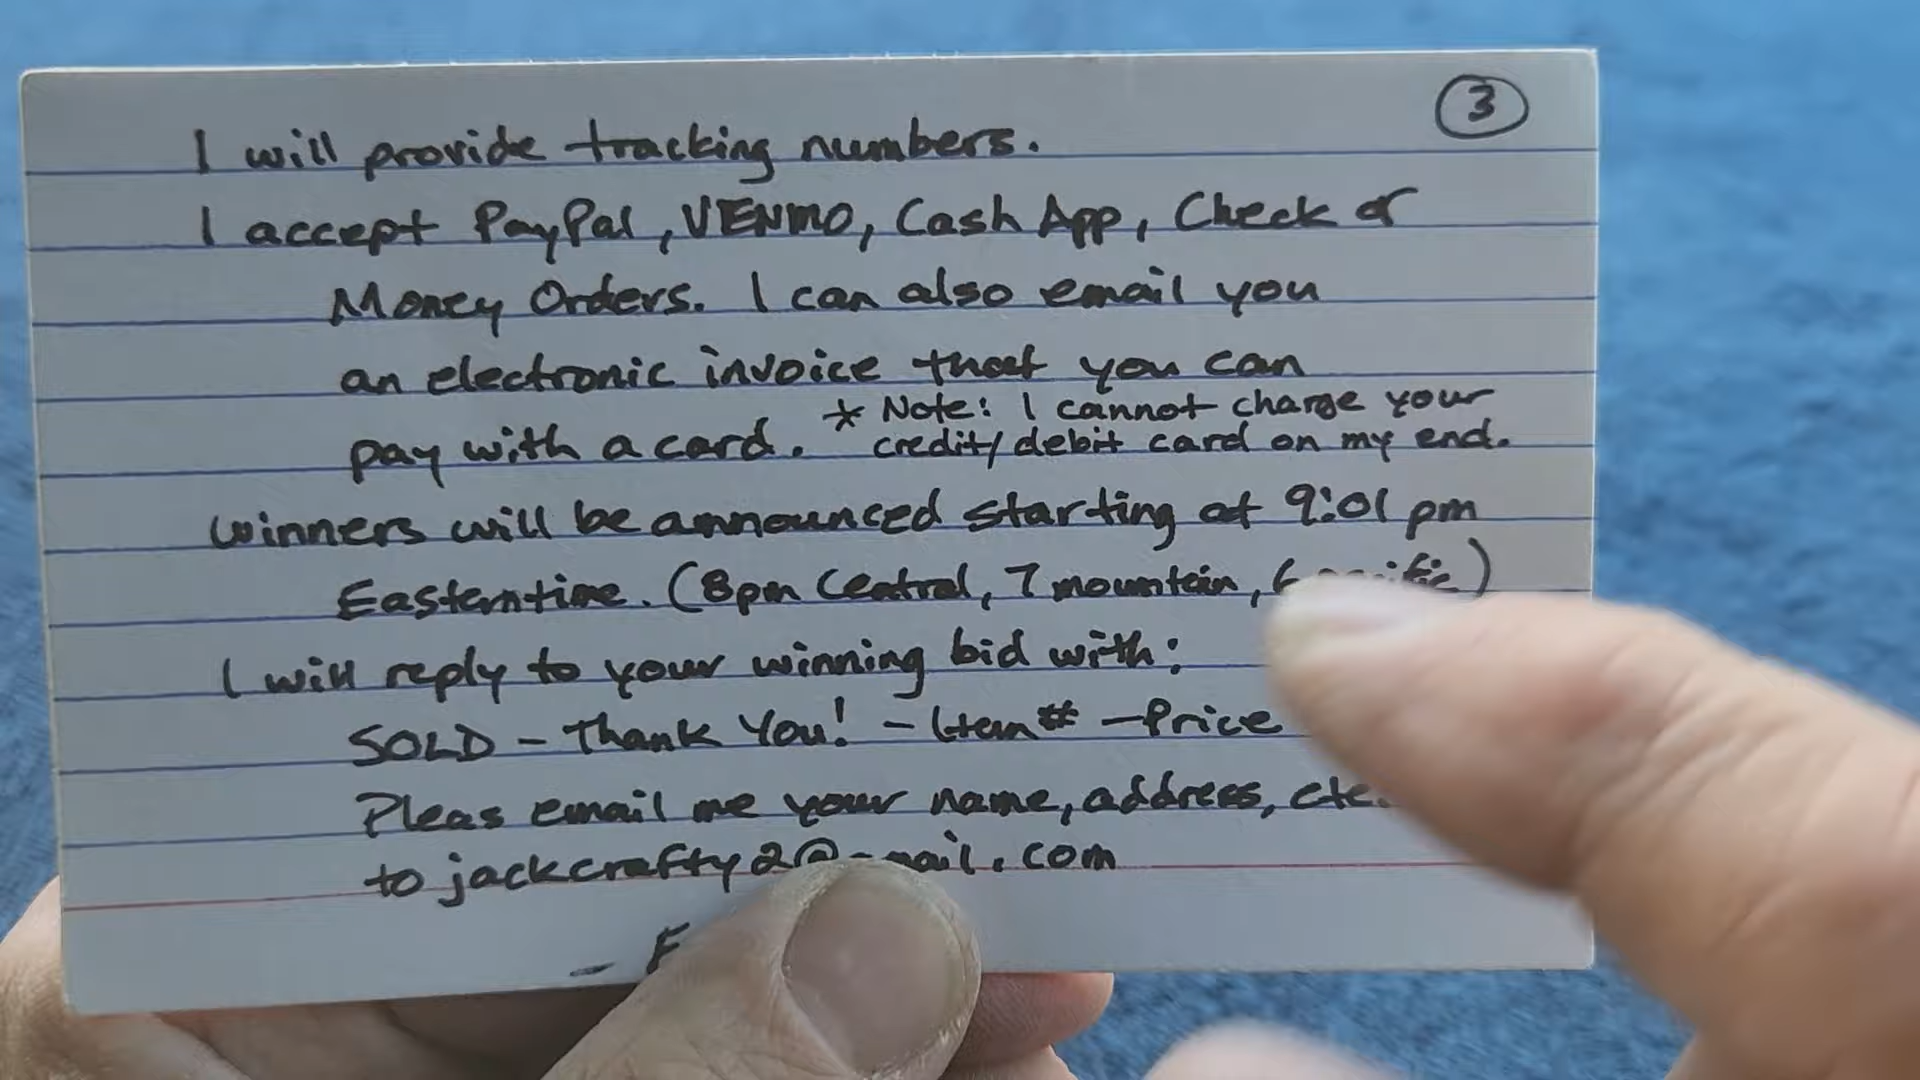 3
I will provide tracking numbers.
I accept PayPal, VENMO, Cash App, Check or
Money Orders. I can also email you
an electronic invoice that you can
pay with a card. * Note: I cannot charge your
credit/debit card on my end.
Winners will be announced starting at 9:01 pm
Eastern time. (8pm Central, 7 mountain, 6
I will reply to your winning bid with:
SOLD - Thank You! - Item# - Price
Pleas email me your name, address, etc.
to jackcrafty2@ .com